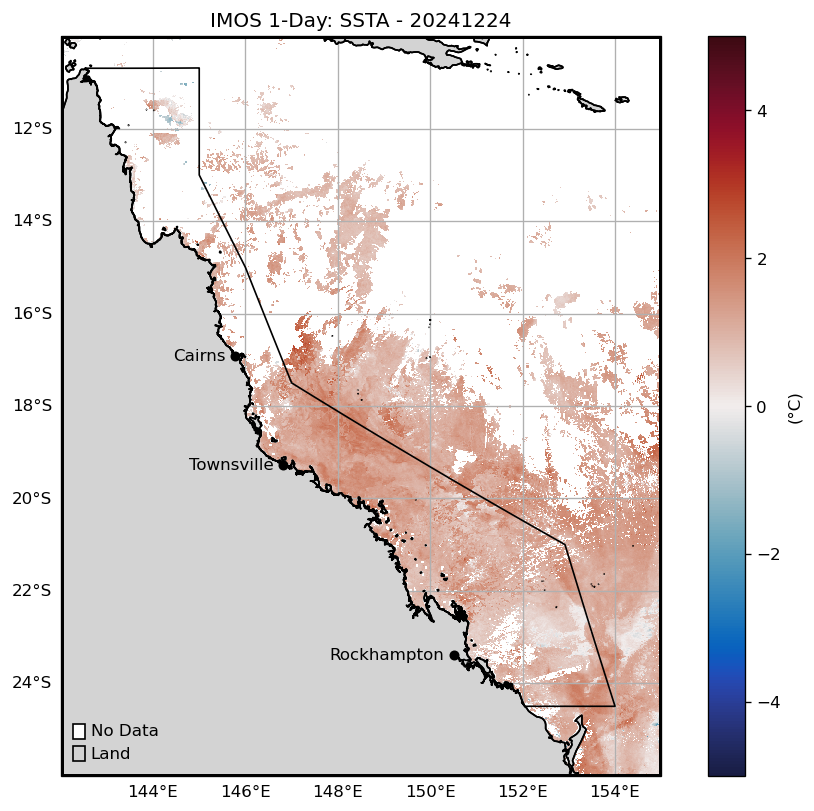 IMOS 1-Day: SSTA - 20241224
12°S
14°S
16°S
18°S
20°S
22°S
24°S
Cairns
Townsville
Rockhampton
No Data
Land
144°E 146°E 148°E 150°E 152°E 154°E
4
2
0
−2
−4
(°C)